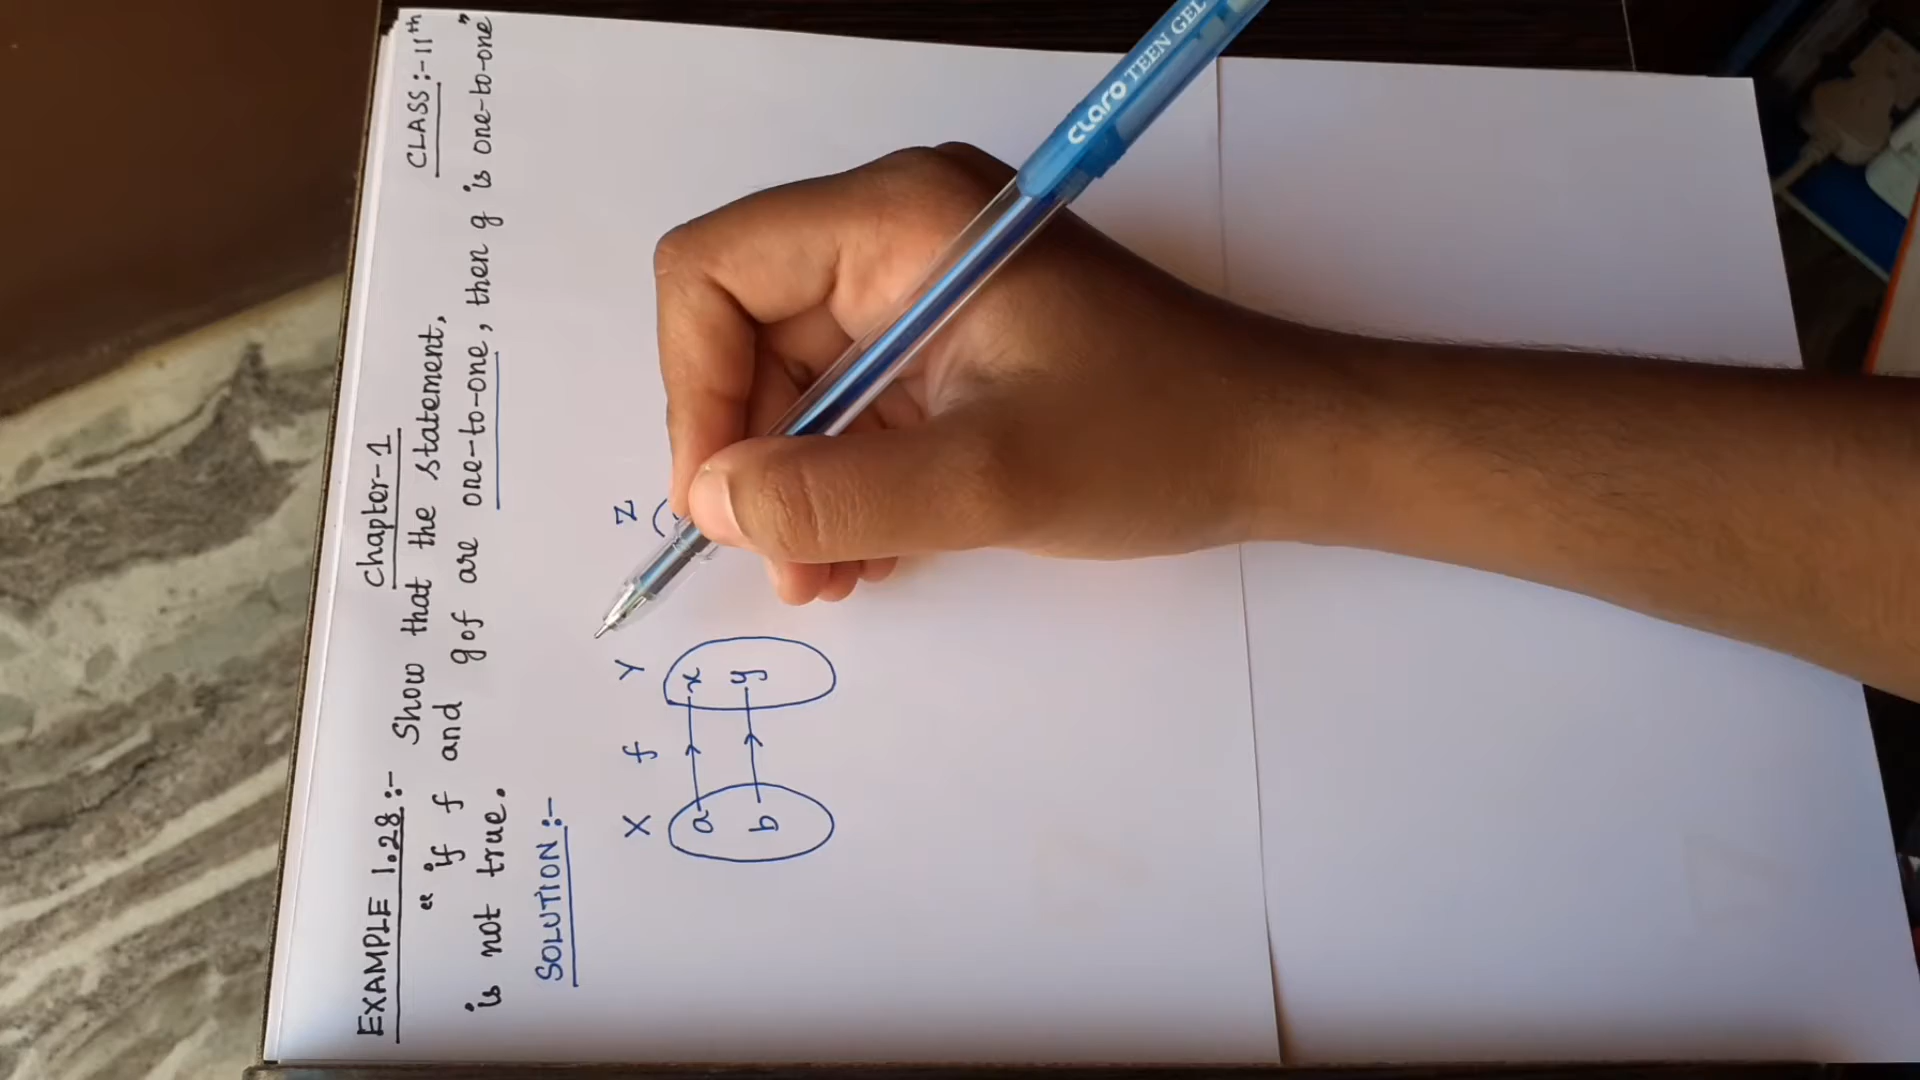 Chapter-1 CLASS:- 11th
EXAMPLE 1.28:- Show that the statement,
“ if f and gof are one-to-one, then g is one-to-one”
is not true.
SOLUTION:-
X f Y Z
a x
b y
claro TEEN GEL